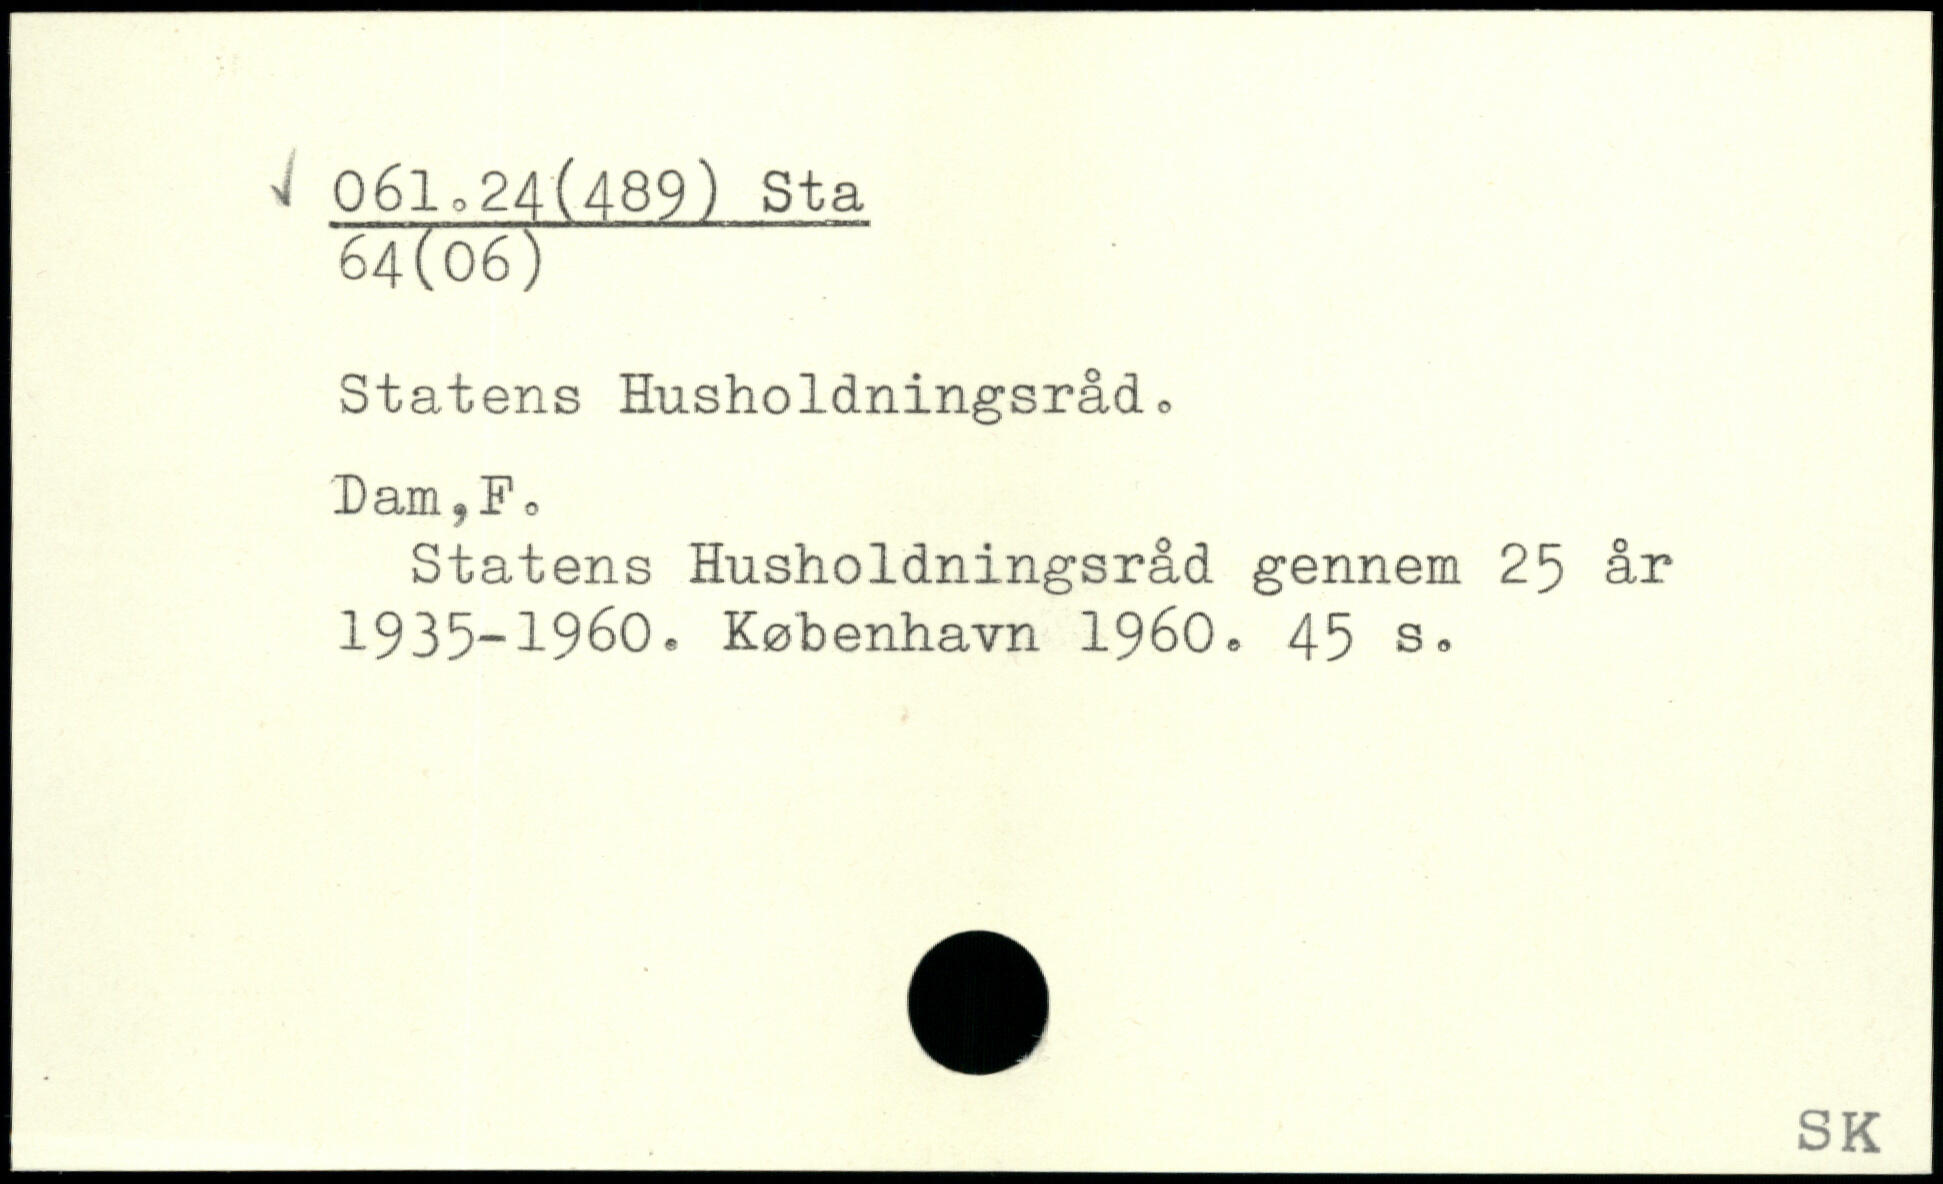 061.24(489) Sta
64(06)
Statens Husholdningsråd.
Dam,F.
Statens Husholdningsråd gennem 25 år
1935-1960. København 1960. 45 s.
SK